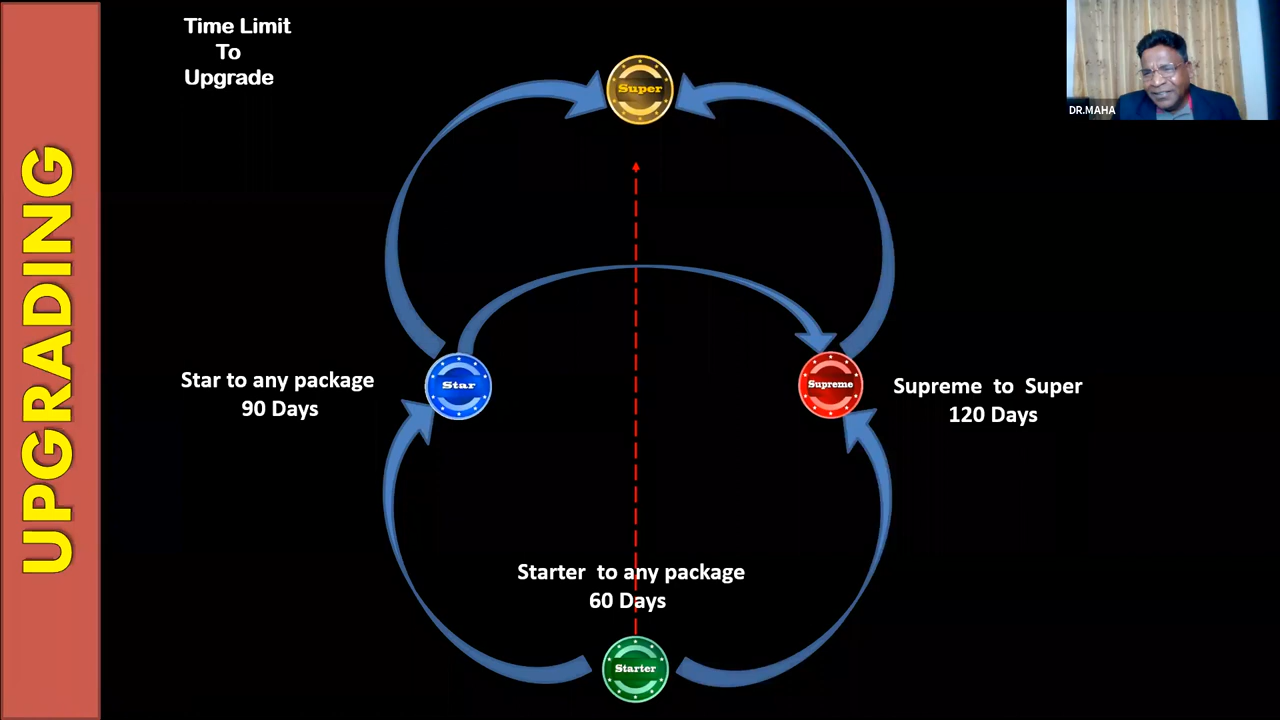 UPGRADING
Time Limit
To
Upgrade
Super
DR.MAHA
Star to any package
90 Days
Star
Supreme
Supreme to Super
120 Days
Starter to any package
60 Days
Starter